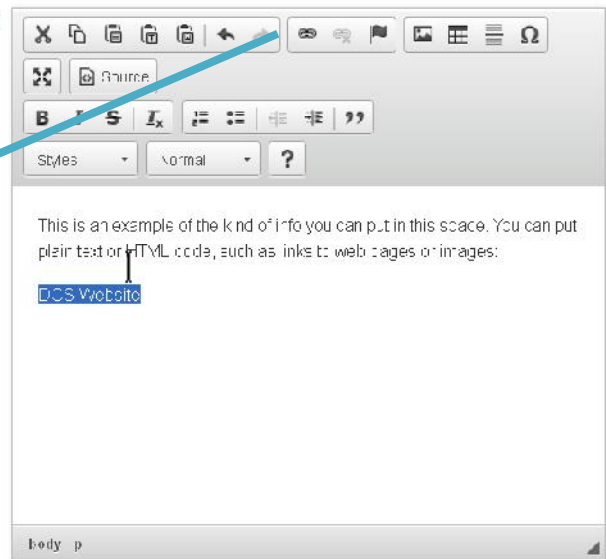 Source
B I S Ix
Styles Normal ?
This is an example of the kind of info you can put in this space. You can put
plain text or HTML code, such as links to web pages or images:
DCS Website
body p